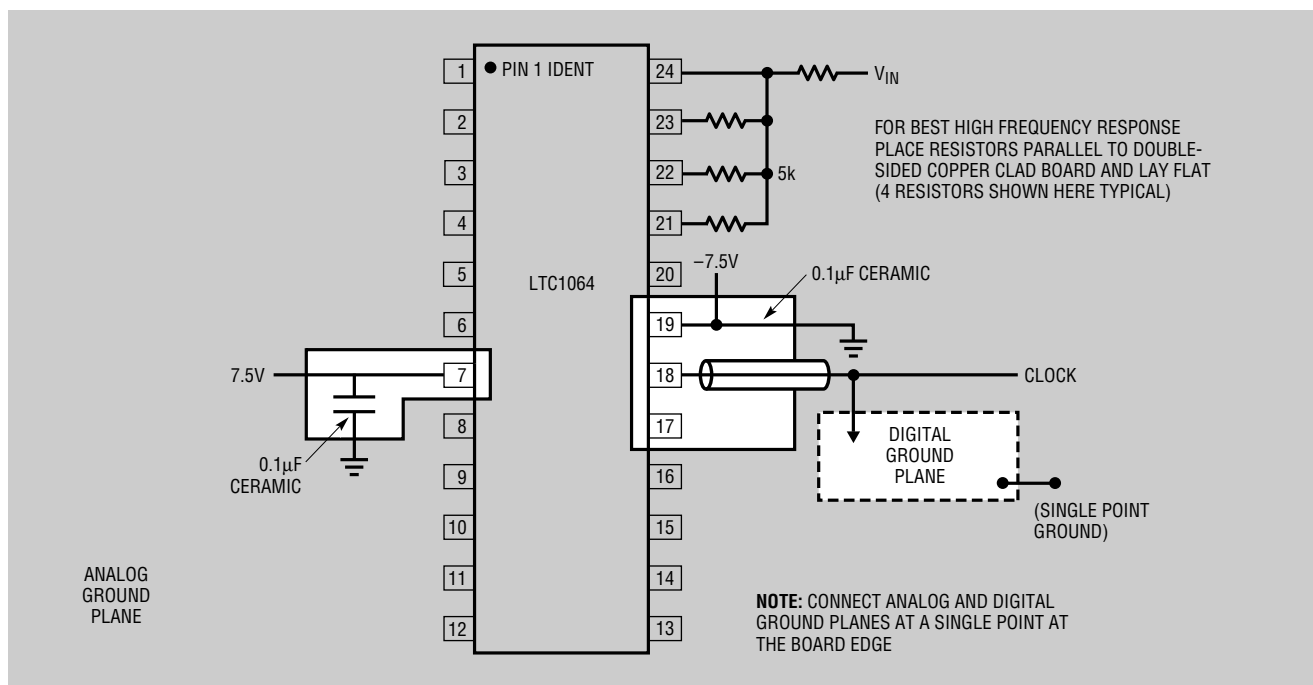 1
2
3
4
5
6
7
8
9
10
11
12
PIN 1 IDENT
LTC1064
24
23
22
21
20
19
18
17
16
15
14
13
VIN
5k
FOR BEST HIGH FREQUENCY RESPONSE
PLACE RESISTORS PARALLEL TO DOUBLE-
SIDED COPPER CLAD BOARD AND LAY FLAT
(4 RESISTORS SHOWN HERE TYPICAL)
–7.5V
0.1µF CERAMIC
7.5V
0.1µF
CERAMIC
CLOCK
DIGITAL
GROUND
PLANE
(SINGLE POINT
GROUND)
ANALOG
GROUND
PLANE
NOTE: CONNECT ANALOG AND DIGITAL
GROUND PLANES AT A SINGLE POINT AT
THE BOARD EDGE